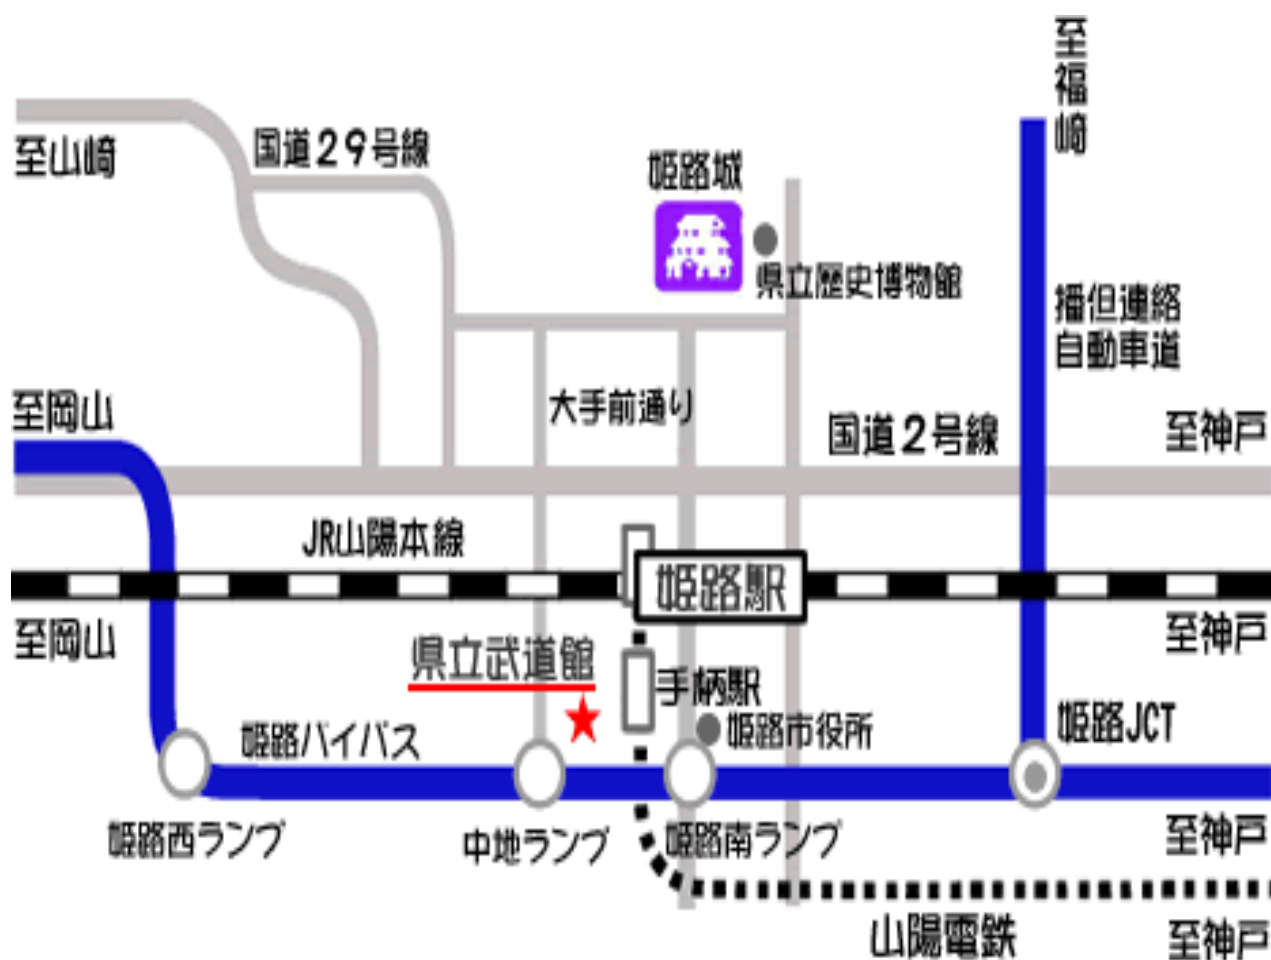 至福崎
至山崎
国道29号線
姫路城
県立歴史博物館
播但連絡
自動車道
至岡山
大手前通り
国道2号線
至神戸
JR山陽本線
姫路駅
至岡山
至神戸
県立武道館
手柄駅
姫路市役所
姫路JCT
姫路バイパス
姫路西ランプ
中地ランプ
姫路南ランプ
至神戸
山陽電鉄
至神戸